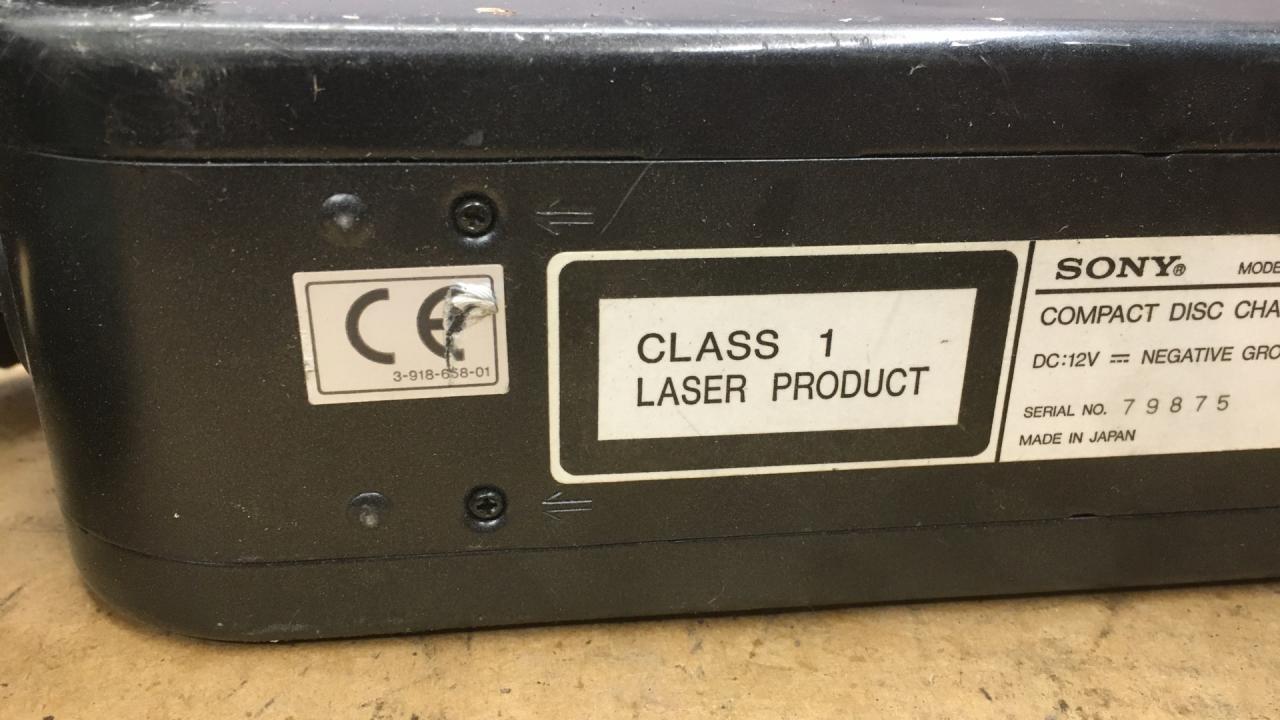 CE
3-918-658-01
CLASS 1
LASER PRODUCT
SONY® MODE
COMPACT DISC CHA
DC:12V ⎓ NEGATIVE GRO
SERIAL NO. 79875
MADE IN JAPAN